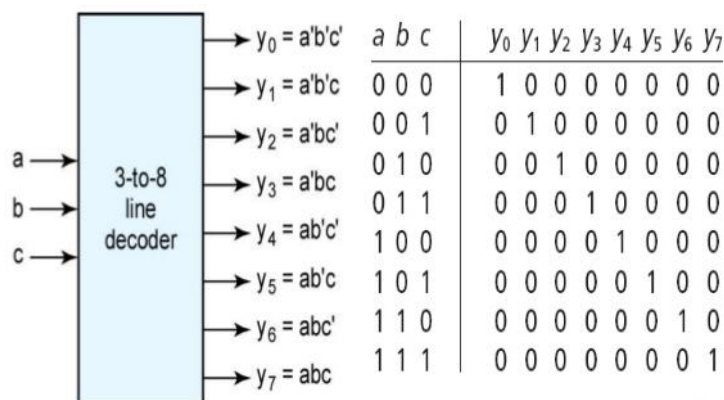 a
b
c
3-to-8
line
decoder
y₀ = a'b'c'
y₁ = a'b'c
y₂ = a'bc'
y₃ = a'bc
y₄ = ab'c'
y₅ = ab'c
y₆ = abc'
y₇ = abc
a b c y₀ y₁ y₂ y₃ y₄ y₅ y₆ y₇
0 0 0 1 0 0 0 0 0 0 0
0 0 1 0 1 0 0 0 0 0 0
0 1 0 0 0 1 0 0 0 0 0
0 1 1 0 0 0 1 0 0 0 0
1 0 0 0 0 0 0 1 0 0 0
1 0 1 0 0 0 0 0 1 0 0
1 1 0 0 0 0 0 0 0 1 0
1 1 1 0 0 0 0 0 0 0 1